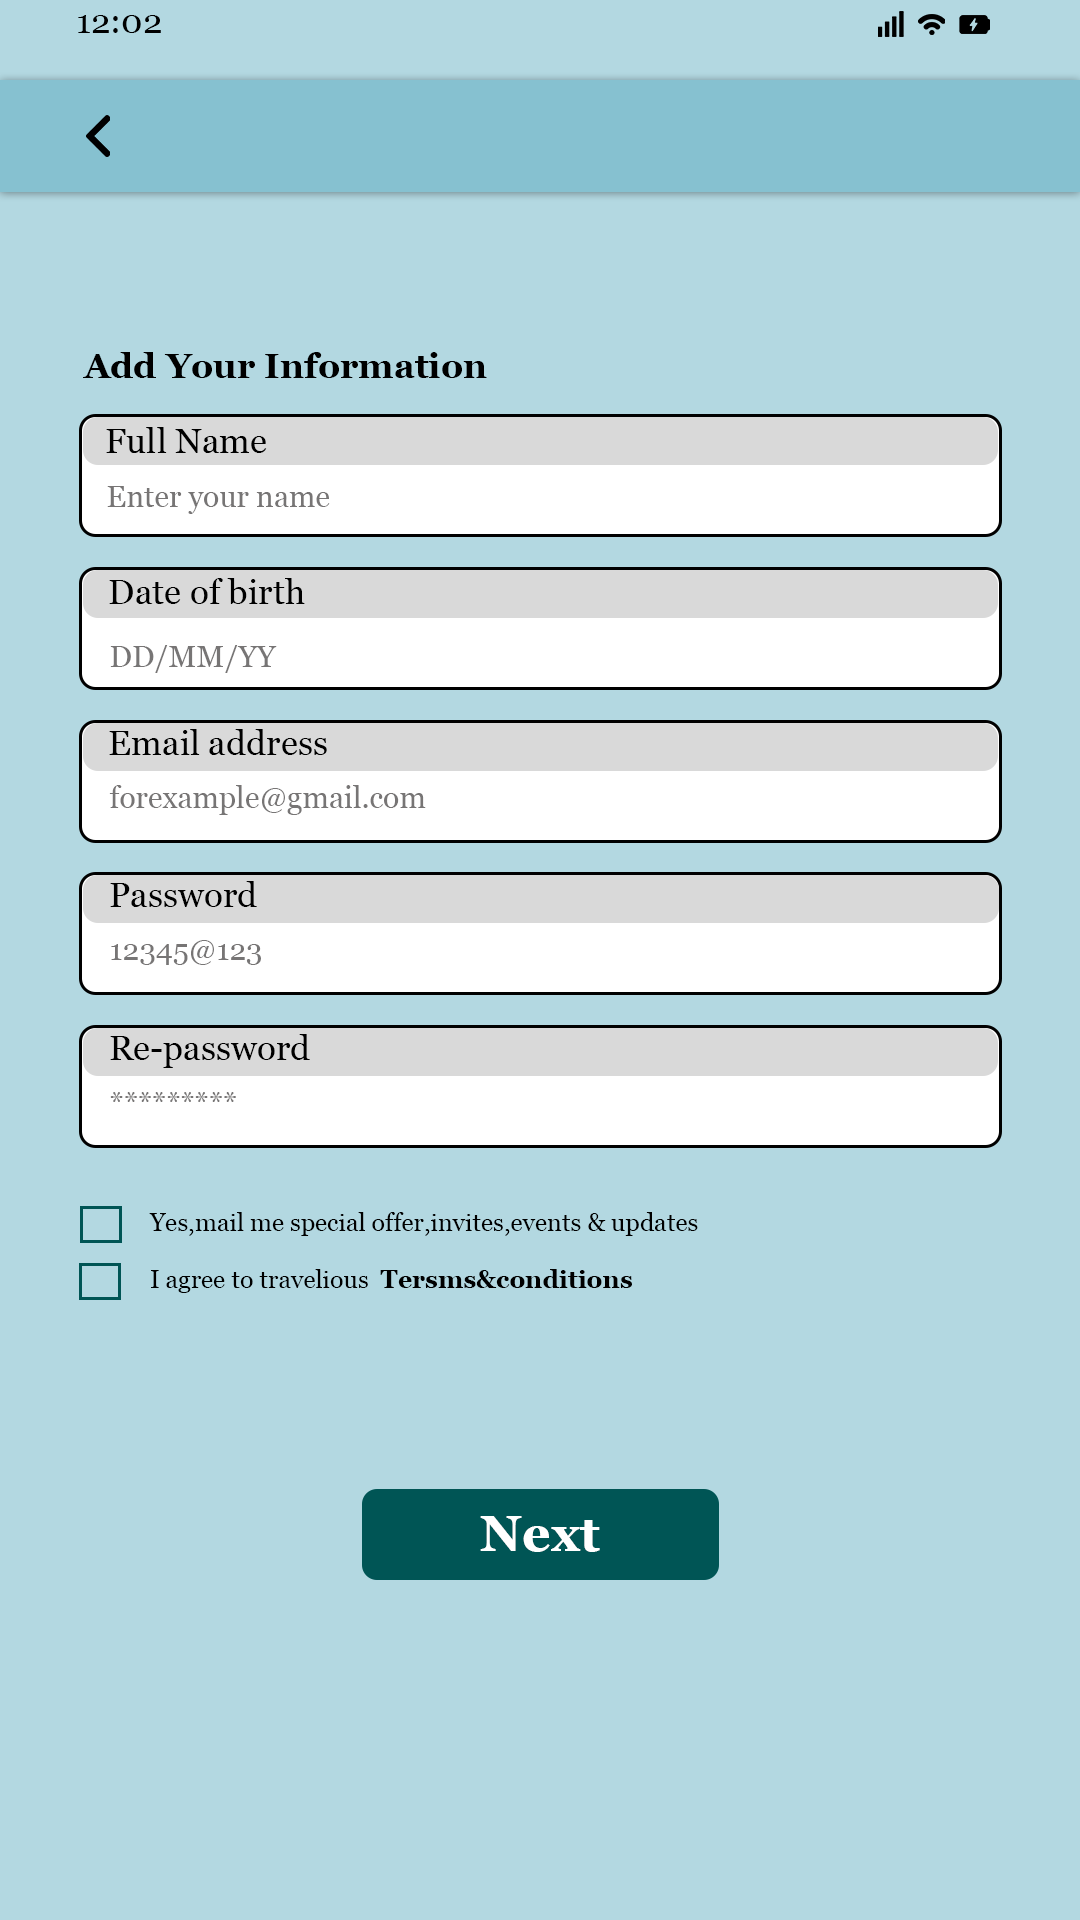 12:02
Add Your Information
Full Name
Enter your name
Date of birth
DD/MM/YY
Email address
forexample@gmail.com
Password
12345@123
Re-password
*********
Yes,mail me special offer,invites,events & updates
I agree to travelious Tersms&conditions
Next